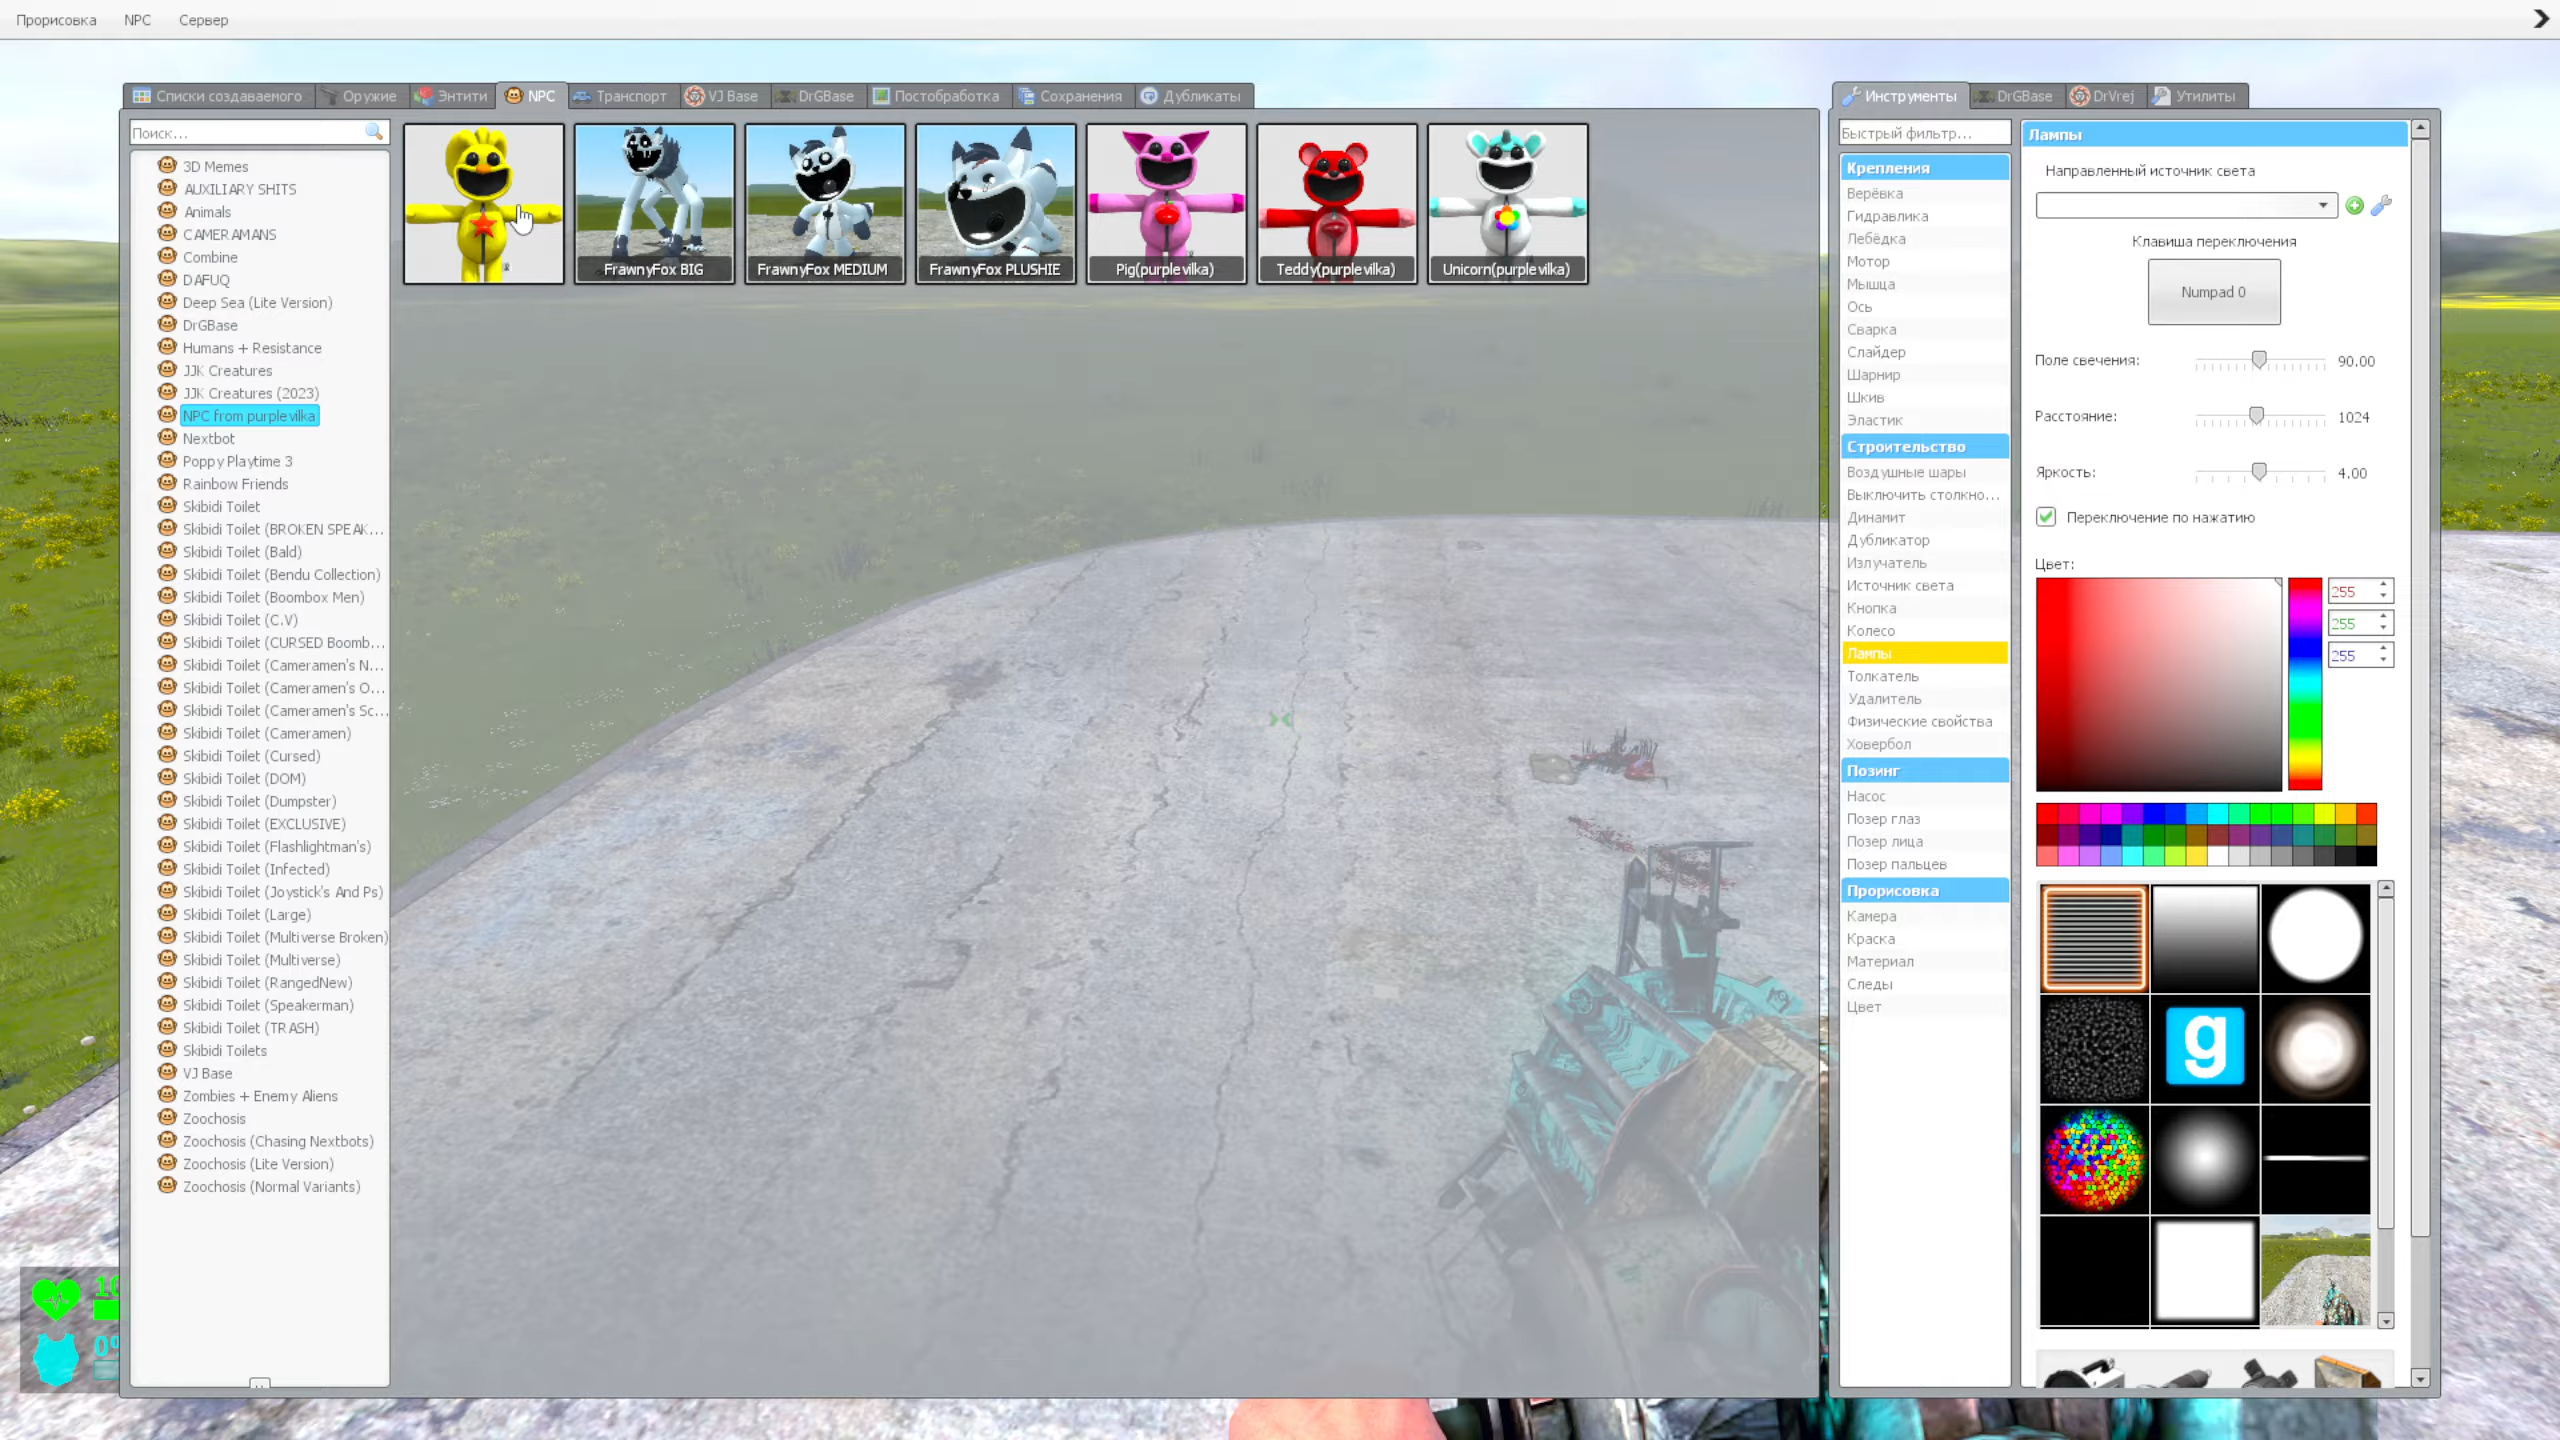 Прорисовка NPC Сервер
Списки создаваемого Оружие Энтити NPC Транспорт VJ Base DrGBase Постобработка Сохранения Дубликаты
Поиск...
3D Memes
AUXILIARY SHITS
Animals
CAMERAMANS
Combine
DAFUQ
Deep Sea (Lite Version)
DrGBase
Humans + Resistance
JJK Creatures
JJK Creatures (2023)
NPC from purplevilka
Nextbot
Poppy Playtime 3
Rainbow Friends
Skibidi Toilet
Skibidi Toilet (BROKEN SPEAK...
Skibidi Toilet (Bald)
Skibidi Toilet (Bendu Collection)
Skibidi Toilet (Boombox Men)
Skibidi Toilet (C.V)
Skibidi Toilet (CURSED Boomb...
Skibidi Toilet (Cameramen's N...
Skibidi Toilet (Cameramen's O...
Skibidi Toilet (Cameramen's Sc...
Skibidi Toilet (Cameramen)
Skibidi Toilet (Cursed)
Skibidi Toilet (DOM)
Skibidi Toilet (Dumpster)
Skibidi Toilet (EXCLUSIVE)
Skibidi Toilet (Flashlightman's)
Skibidi Toilet (Infected)
Skibidi Toilet (Joystick's And Ps)
Skibidi Toilet (Large)
Skibidi Toilet (Multiverse Broken)
Skibidi Toilet (Multiverse)
Skibidi Toilet (RangedNew)
Skibidi Toilet (Speakerman)
Skibidi Toilet (TRASH)
Skibidi Toilets
VJ Base
Zombies + Enemy Aliens
Zoochosis
Zoochosis (Chasing Nextbots)
Zoochosis (Lite Version)
Zoochosis (Normal Variants)
FrawnyFox BIG
FrawnyFox MEDIUM
FrawnyFox PLUSHIE
Pig(purplevilka)
Teddy(purplevilka)
Unicorn(purplevilka)
Инструменты DrGBase DrVrej Утилиты
Быстрый фильтр...
Крепления
Верёвка
Гидравлика
Лебёдка
Мотор
Мышца
Ось
Сварка
Слайдер
Шарнир
Шкив
Эластик
Строительство
Воздушные шары
Выключить столкно...
Динамит
Дубликатор
Излучатель
Источник света
Кнопка
Колесо
Лампы
Толкатель
Удалитель
Физические свойства
Ховербол
Позинг
Насос
Позер глаз
Позер лица
Позер пальцев
Прорисовка
Камера
Краска
Материал
Следы
Цвет
Лампы
Направленный источник света
Клавиша переключения
Numpad 0
Поле свечения: 90.00
Расстояние: 1024
Яркость: 4.00
Переключение по нажатию
Цвет:
255
255
255
g